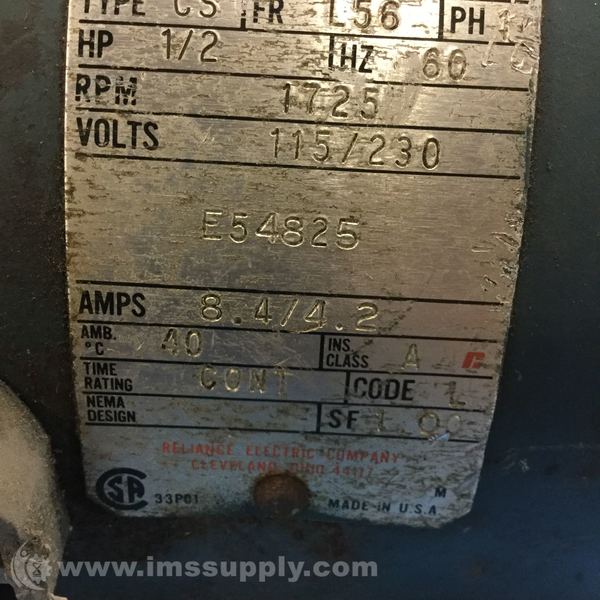 TYPE CS FR L56 PH 1
HP 1/2 HZ 60
RPM 1725
VOLTS 115/230
E54825
AMPS 8.4/4.2
AMB. °C 40 INS. CLASS A
TIME RATING CONT CODE L
NEMA DESIGN SF 1.00
RELIANCE ELECTRIC COMPANY
CLEVELAND, OHIO 44117
CSA 33P01 M
MADE IN U.S.A
www.imssupply.com